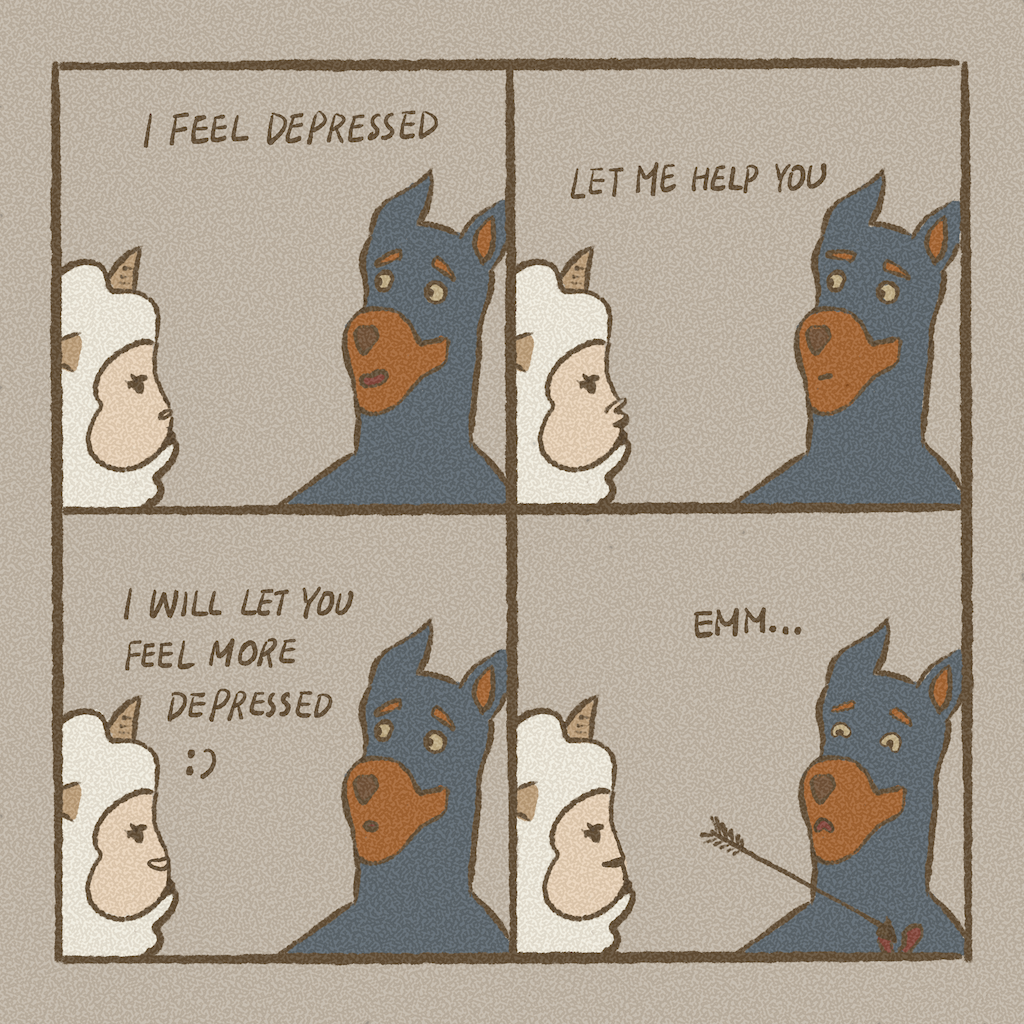 I FEEL DEPRESSED
LET ME HELP YOU
I WILL LET YOU
FEEL MORE
DEPRESSED
:)
EMM...